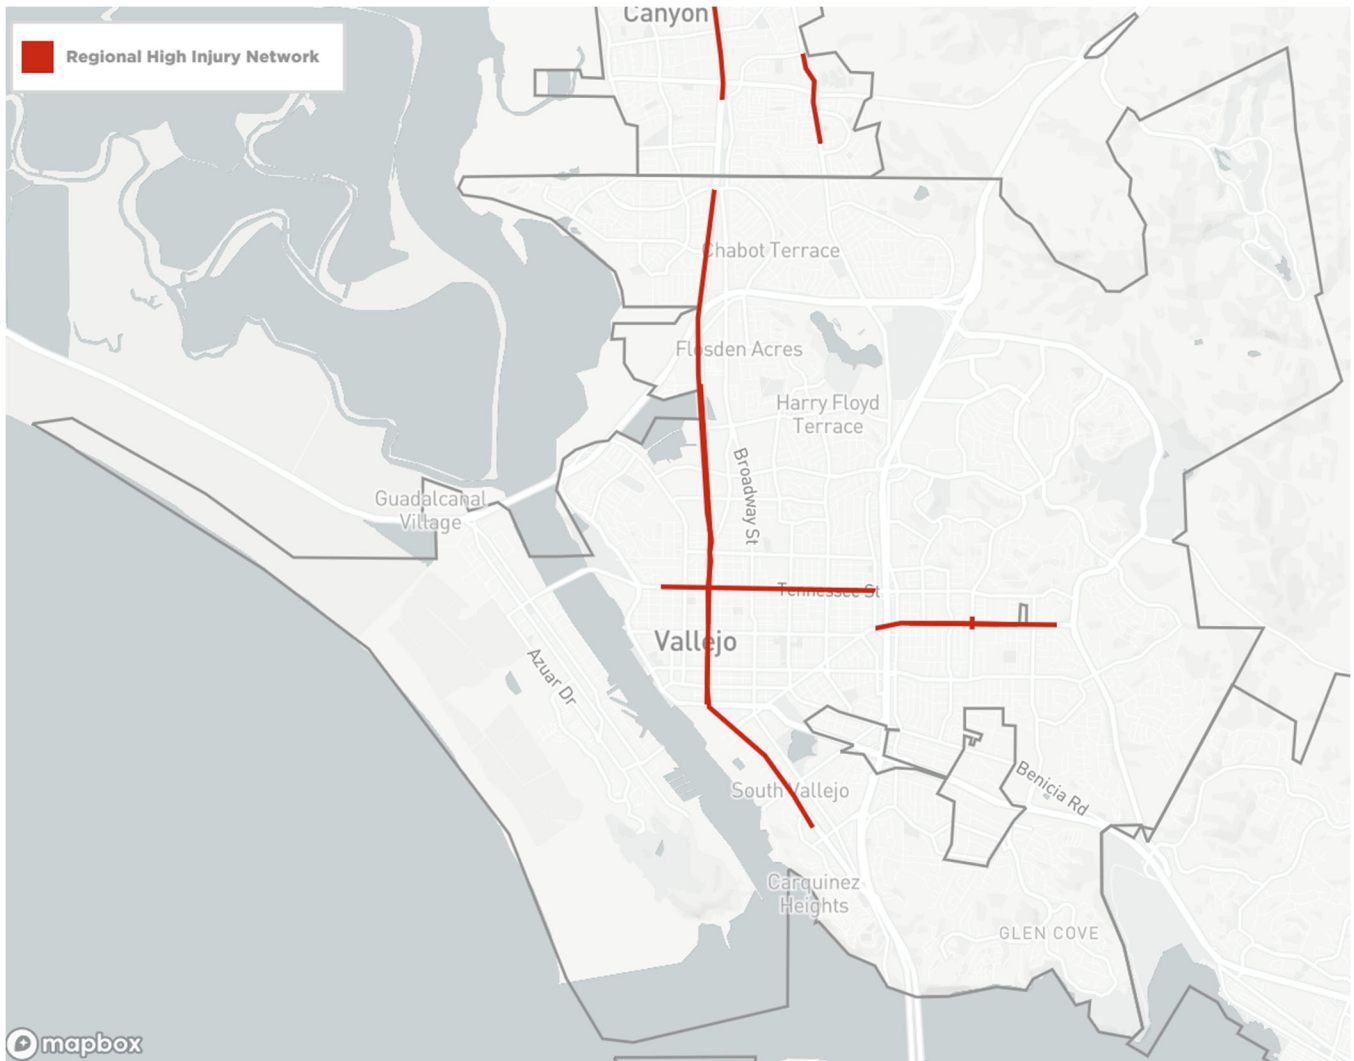 Canyon
Regional High Injury Network
Chabot Terrace
Flosden Acres
Harry Floyd
Terrace
Broadway St
Guadalcanal
Village
Tennessee St
Vallejo
Azuar Dr
South Vallejo
Benicia Rd
Carquinez
Heights
GLEN COVE
mapbox